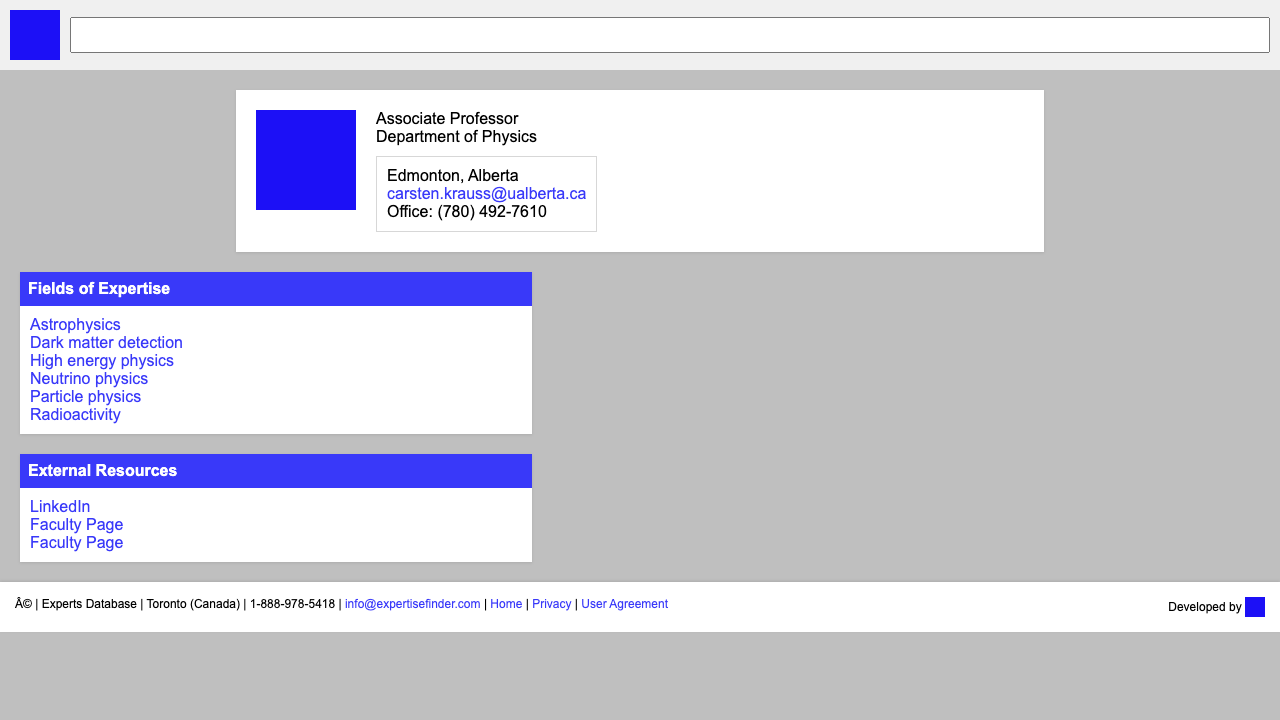 Associate Professor
Department of Physics
Edmonton, Alberta
carsten.krauss@ualberta.ca
Office: (780) 492-7610
Fields of Expertise
Astrophysics
Dark matter detection
High energy physics
Neutrino physics
Particle physics
Radioactivity
External Resources
LinkedIn
Faculty Page
Faculty Page
Â© | Experts Database | Toronto (Canada) | 1-888-978-5418 | info@expertisefinder.com | Home | Privacy | User Agreement
Developed by